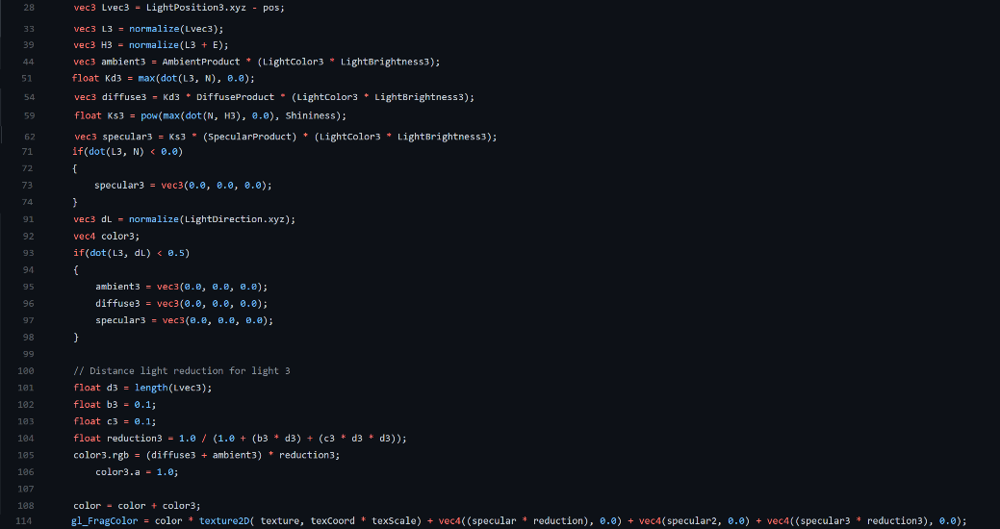 28 vec3 Lvec3 = LightPosition3.xyz - pos;
33 vec3 L3 = normalize(Lvec3);
39 vec3 H3 = normalize(L3 + E);
44 vec3 ambient3 = AmbientProduct * (LightColor3 * LightBrightness3);
51 float Kd3 = max(dot(L3, N), 0.0);
54 vec3 diffuse3 = Kd3 * DiffuseProduct * (LightColor3 * LightBrightness3);
59 float Ks3 = pow(max(dot(N, H3), 0.0), Shininess);
62 vec3 specular3 = Ks3 * (SpecularProduct) * (LightColor3 * LightBrightness3);
71 if(dot(L3, N) < 0.0)
72 {
73 specular3 = vec3(0.0, 0.0, 0.0);
74 }
91 vec3 dL = normalize(LightDirection.xyz);
92 vec4 color3;
93 if(dot(L3, dL) < 0.5)
94 {
95 ambient3 = vec3(0.0, 0.0, 0.0);
96 diffuse3 = vec3(0.0, 0.0, 0.0);
97 specular3 = vec3(0.0, 0.0, 0.0);
98 }
99
100 // Distance light reduction for light 3
101 float d3 = length(Lvec3);
102 float b3 = 0.1;
103 float c3 = 0.1;
104 float reduction3 = 1.0 / (1.0 + (b3 * d3) + (c3 * d3 * d3));
105 color3.rgb = (diffuse3 + ambient3) * reduction3;
106 color3.a = 1.0;
107
108 color = color + color3;
114 gl_FragColor = color * texture2D( texture, texCoord * texScale) + vec4((specular * reduction), 0.0) + vec4(specular2, 0.0) + vec4((specular3 * reduction3), 0.0);